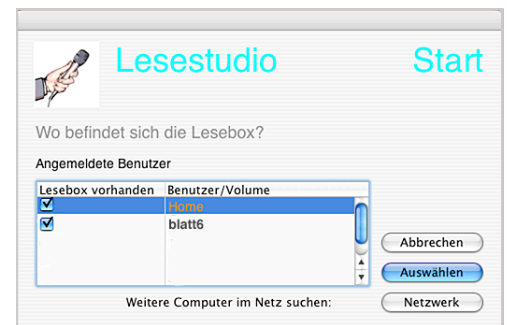 Lesestudio Start
Wo befindet sich die Lesebox?
Angemeldete Benutzer
Lesebox vorhanden Benutzer/Volume
Home
blatt6
Abbrechen
Auswählen
Weitere Computer im Netz suchen: Netzwerk